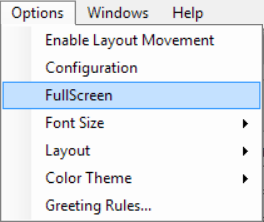 Options Windows Help
Enable Layout Movement
Configuration
FullScreen
Font Size
Layout
Color Theme
Greeting Rules...